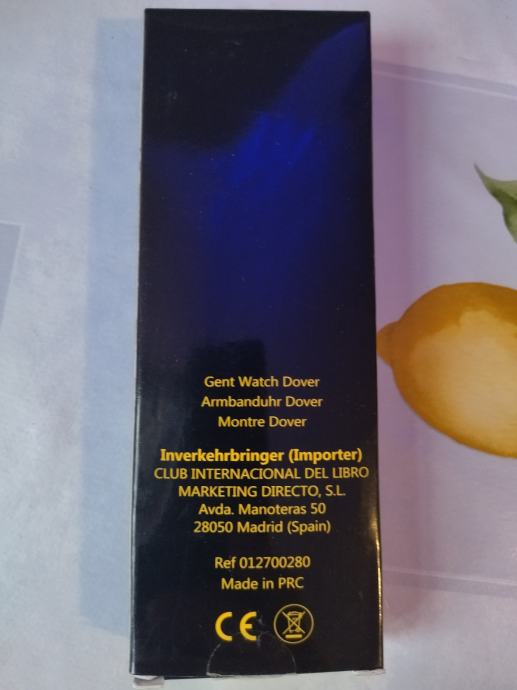 Gent Watch Dover
Armbanduhr Dover
Montre Dover
Inverkehrbringer (Importer)
CLUB INTERNACIONAL DEL LIBRO
MARKETING DIRECTO, S.L.
Avda. Manoteras 50
28050 Madrid (Spain)
Ref 012700280
Made in PRC
CE